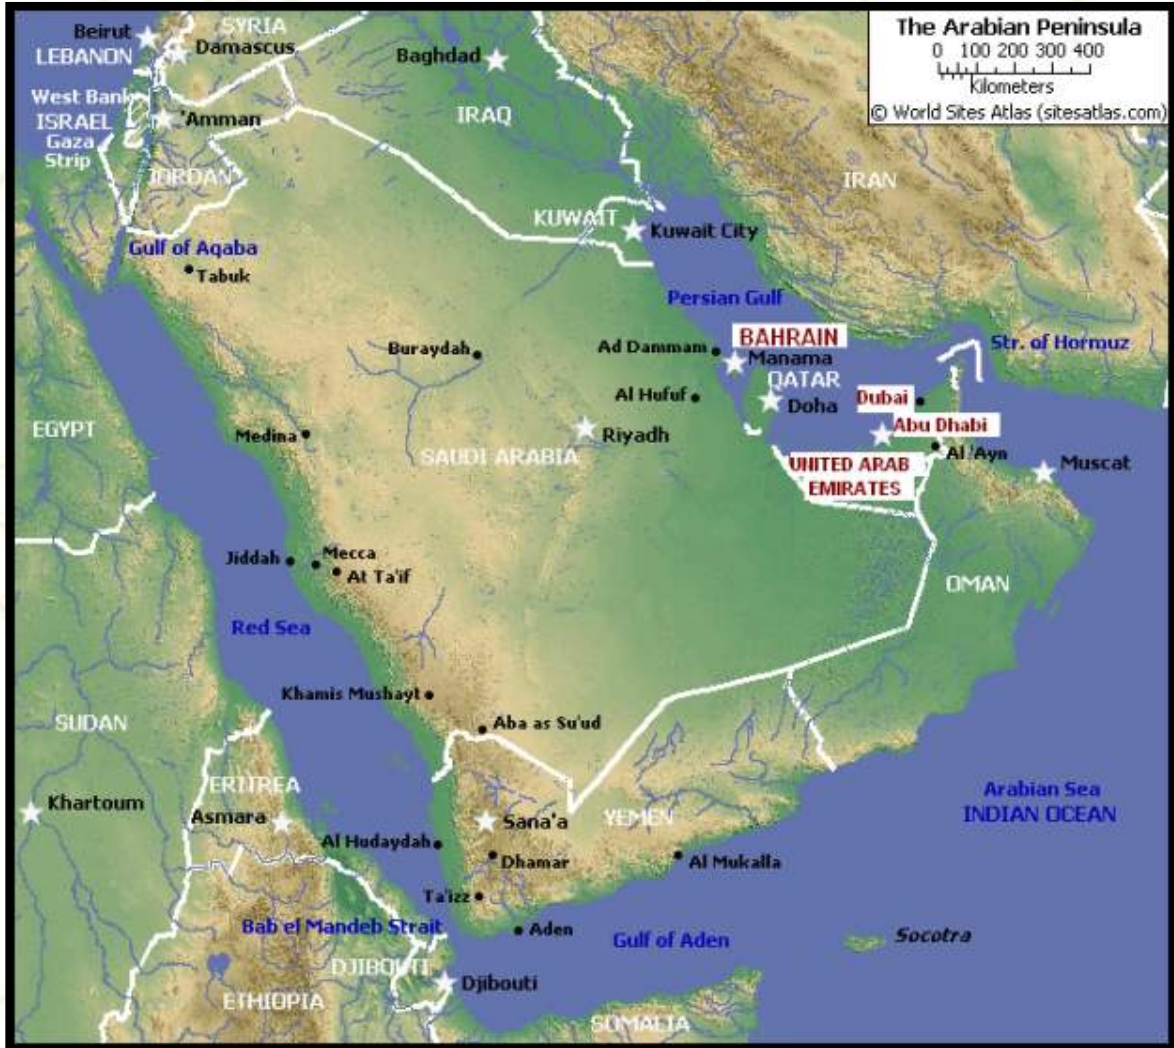 The Arabian Peninsula
0 100 200 300 400
Kilometers
© World Sites Atlas (sitesatlas.com)
Beirut
SYRIA
LEBANON
Damascus
Baghdad
West Bank
ISRAEL
'Amman
IRAQ
Gaza
Strip
JORDAN
IRAN
KUWAIT
Kuwait City
Gulf of Aqaba
Tabuk
Persian Gulf
BAHRAIN
Str. of Hormuz
Buraydah
Ad Dammam
Manama
QATAR
Al Hufuf
Doha
Dubai
EGYPT
Medina
Riyadh
Abu Dhabi
SAUDI ARABIA
Al 'Ayn
UNITED ARAB
EMIRATES
Muscat
Jiddah
Mecca
At Ta'if
OMAN
Red Sea
Khamis Mushayt
SUDAN
Aba as Su'ud
ERITREA
Arabian Sea
INDIAN OCEAN
Khartoum
Asmara
Sana'a
YEMEN
Al Hudaydah
Dhamar
Al Mukalla
Ta'izz
Bab el Mandeb Strait
Aden
Gulf of Aden
Socotra
DJIBOUTI
Djibouti
ETHIOPIA
SOMALIA